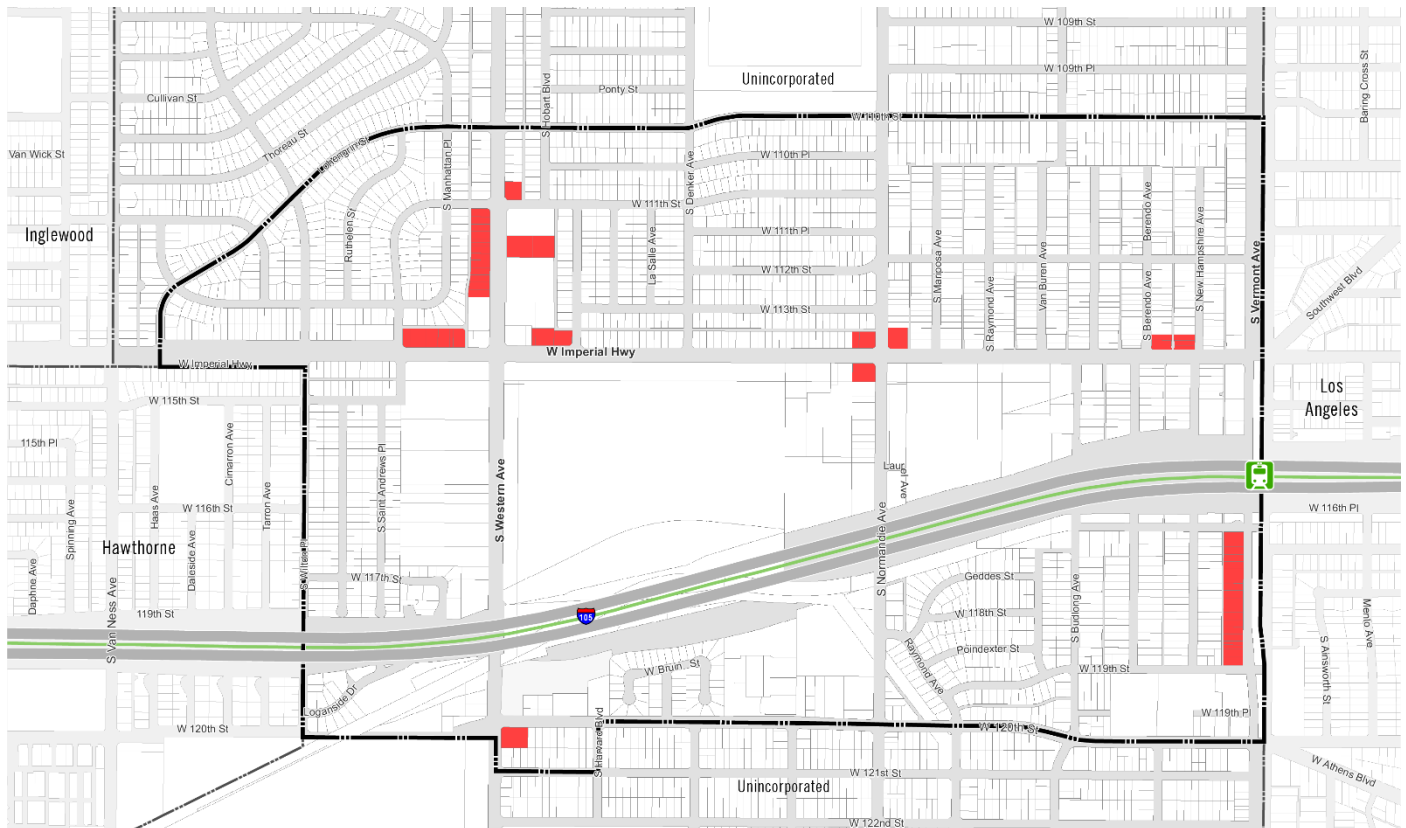 W 109th St
Baring Cross St
W 109th Pl
Unincorporated
S Hobart Blvd
Ponty St
Cullivan St
W 110th St
Thoreau St
Van Wick St
S Manhattan Pl
W 110th Pl
S Denker Ave
W 111th St
Ruthelen St
Berendo Ave
S New Hampshire Ave
Inglewood
W 111th Pl
La Salle Ave
S Mariposa Ave
Van Buren Ave
S Vermont Ave
W 112th St
Southwest Blvd
S Raymond Ave
S Berendo Ave
W 113th St
W Imperial Hwy
W Imperial Hwy
Los
Angeles
W 115th St
115th Pl
Cimarron Ave
S Saint Andrews Pl
S Western Ave
Laurel Ave
Spinning Ave
Haas Ave
Tarron Ave
W 116th St
W 116th Pl
S Normandie Ave
Hawthorne
Daleside Ave
Daphne Ave
S Wilton Pl
W 117th St
Geddes St
S Budlong Ave
S Van Ness Ave
119th St
105
W 118th St
Menlo Ave
S Ainsworth St
Raymond Ave
Poindexter St
W Bruin St
W 119th St
Loganside Dr
W 119th P
W 120th St
S Harvard Blvd
W 120th St
W 121st St
Unincorporated
W Athens Blvd
W 122nd St